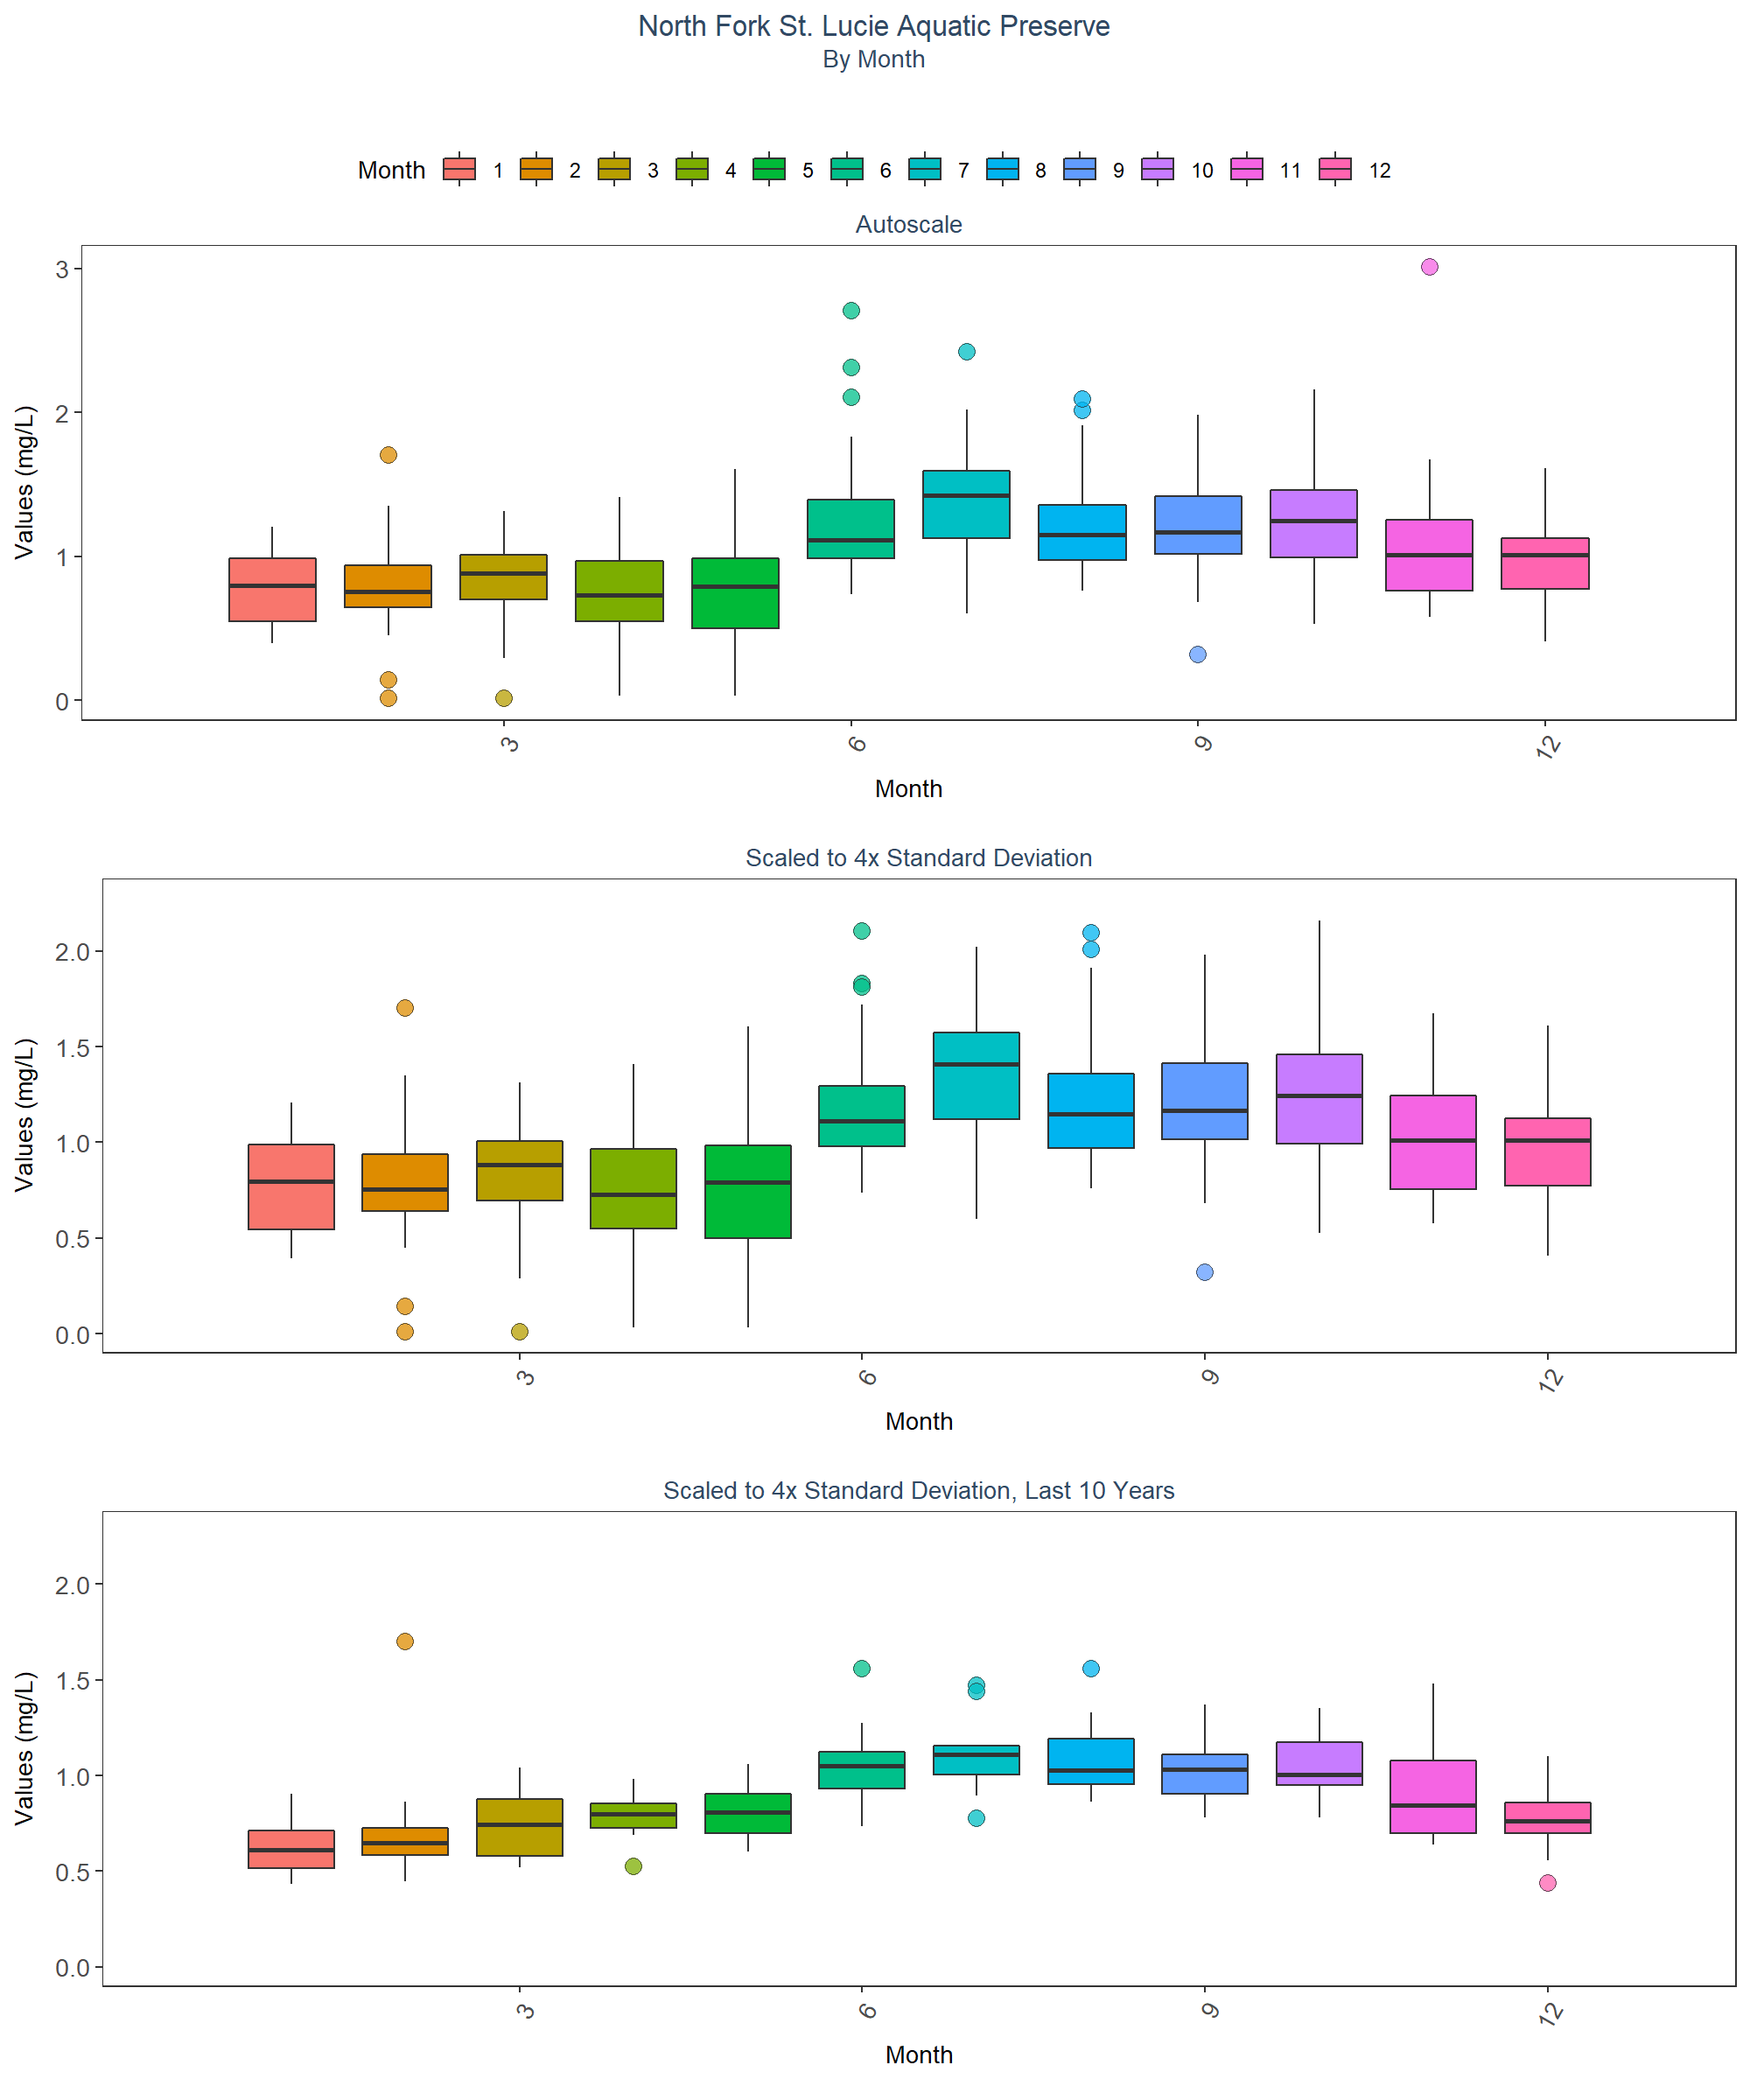 North Fork St. Lucie Aquatic Preserve
By Month
Month 1 2 3 4 5 6 7 8 9 10 11 12
Autoscale
Values (mg/L)
3
2
1
0
3 6 9 12
Month
Scaled to 4x Standard Deviation
Values (mg/L)
2.0
1.5
1.0
0.5
0.0
3 6 9 12
Month
Scaled to 4x Standard Deviation, Last 10 Years
Values (mg/L)
2.0
1.5
1.0
0.5
0.0
3 6 9 12
Month